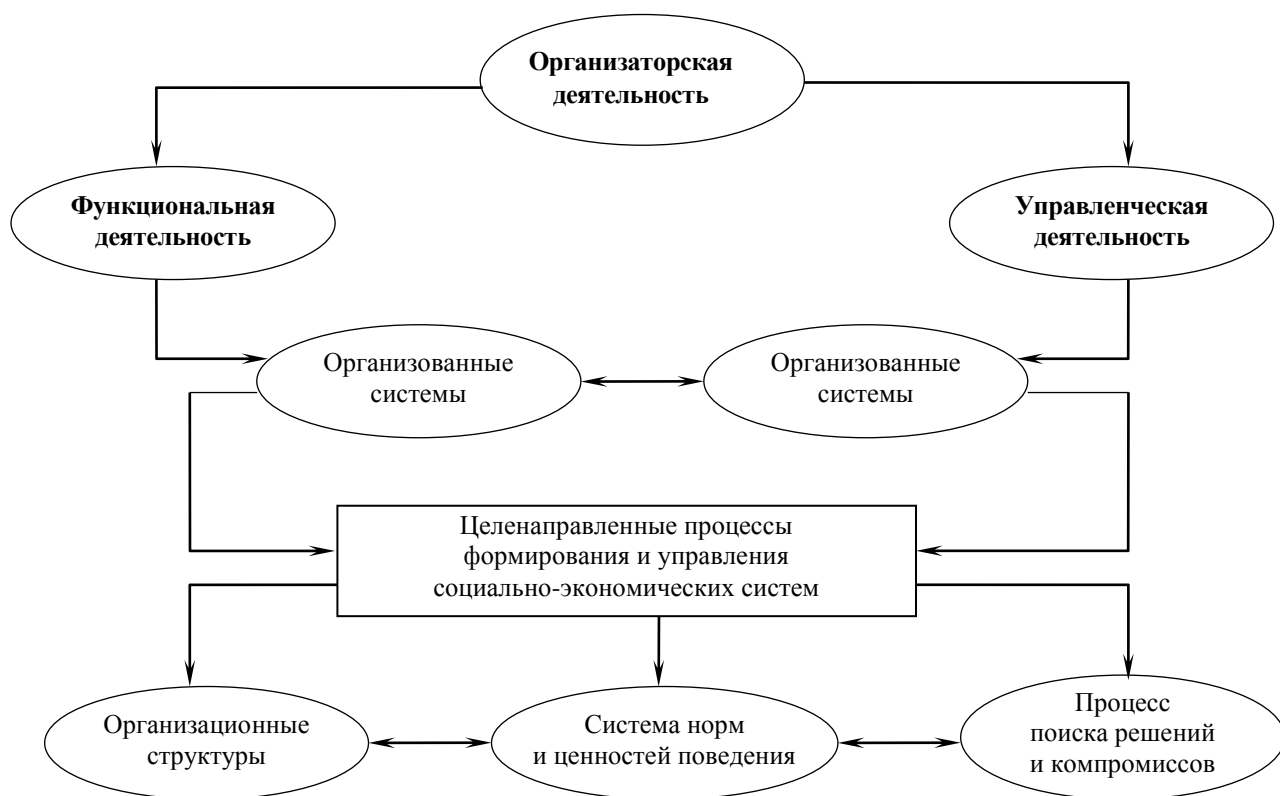 Организаторская
деятельность
Функциональная
деятельность
Управленческая
деятельность
Организованные
системы
Организованные
системы
Целенаправленные процессы
формирования и управления
социально-экономических систем
Организационные
структуры
Система норм
и ценностей поведения
Процесс
поиска решений
и компромиссов